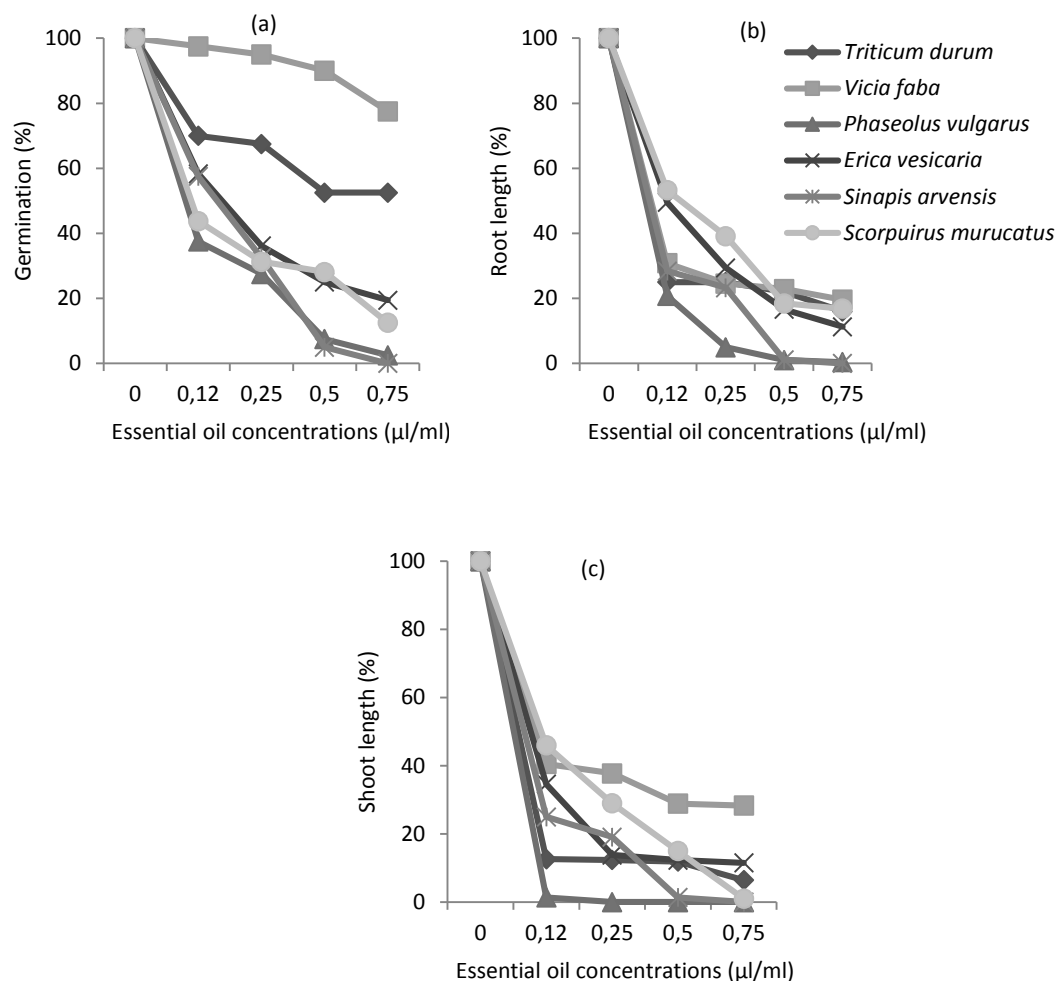 (a)
Germination (%)
100
80
60
40
20
0
0 0,12 0,25 0,5 0,75
Essential oil concentrations (µl/ml)
(b)
Root length (%)
100
80
60
40
20
0
0 0,12 0,25 0,5 0,75
Essential oil concentrations (µl/ml)
Triticum durum
Vicia faba
Phaseolus vulgarus
Erica vesicaria
Sinapis arvensis
Scorpuirus murucatus
(c)
Shoot length (%)
100
80
60
40
20
0
0 0,12 0,25 0,5 0,75
Essential oil concentrations (µl/ml)